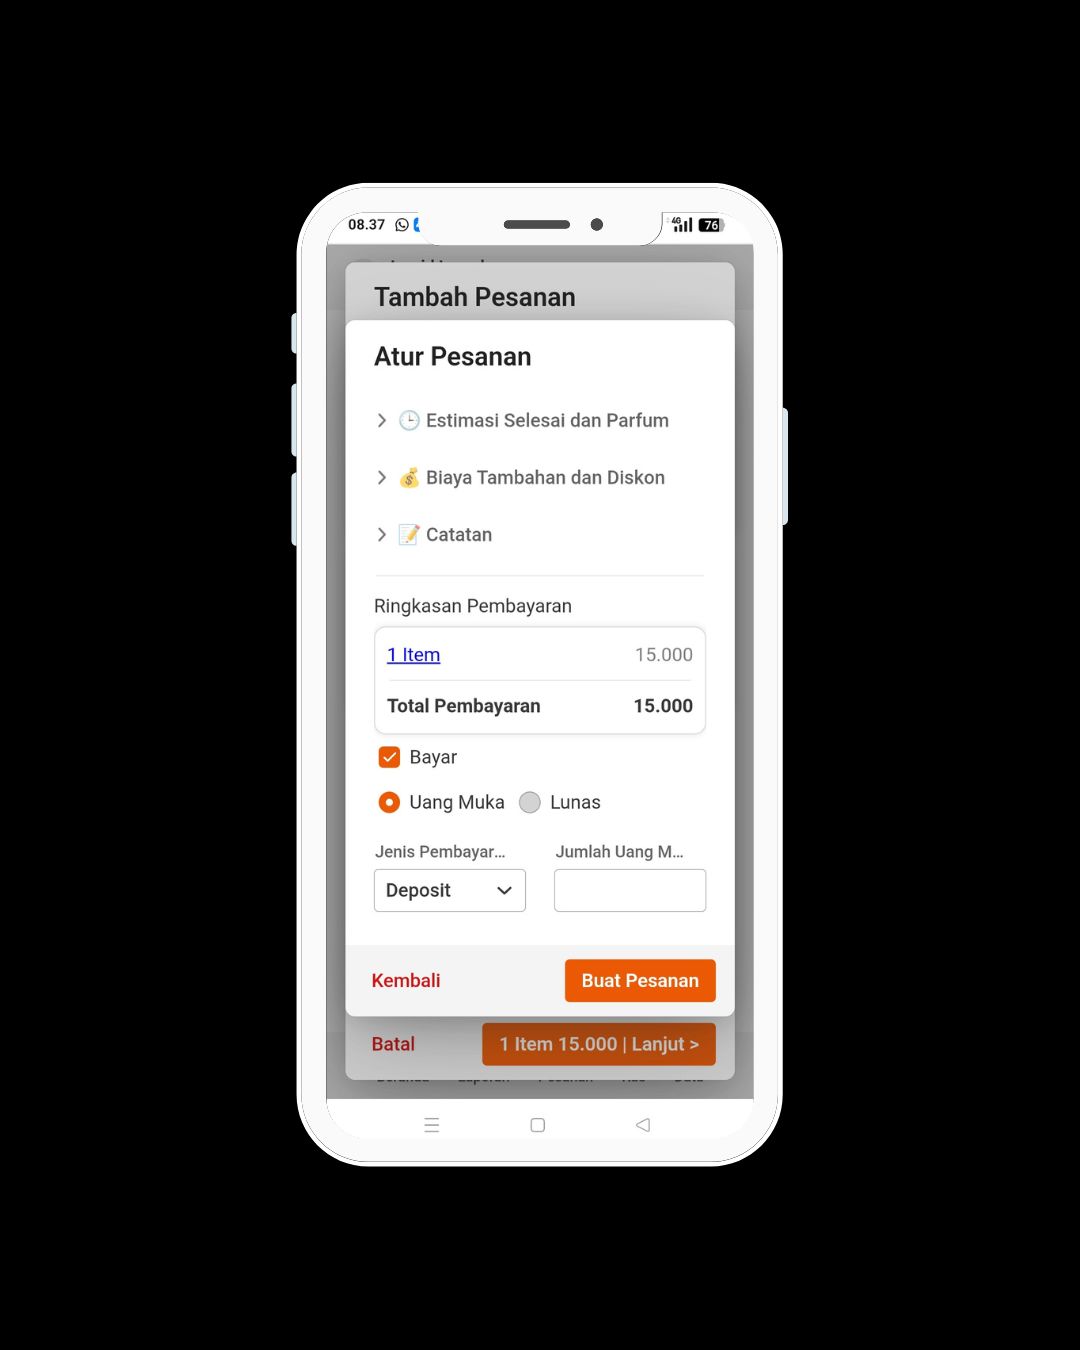 08.37
4G
76
Tambah Pesanan
Atur Pesanan
Estimasi Selesai dan Parfum
Biaya Tambahan dan Diskon
Catatan
Ringkasan Pembayaran
1 Item 15.000
Total Pembayaran 15.000
Bayar
Uang Muka Lunas
Jenis Pembayar... Jumlah Uang M...
Deposit
Kembali Buat Pesanan
Batal 1 Item 15.000 | Lanjut >